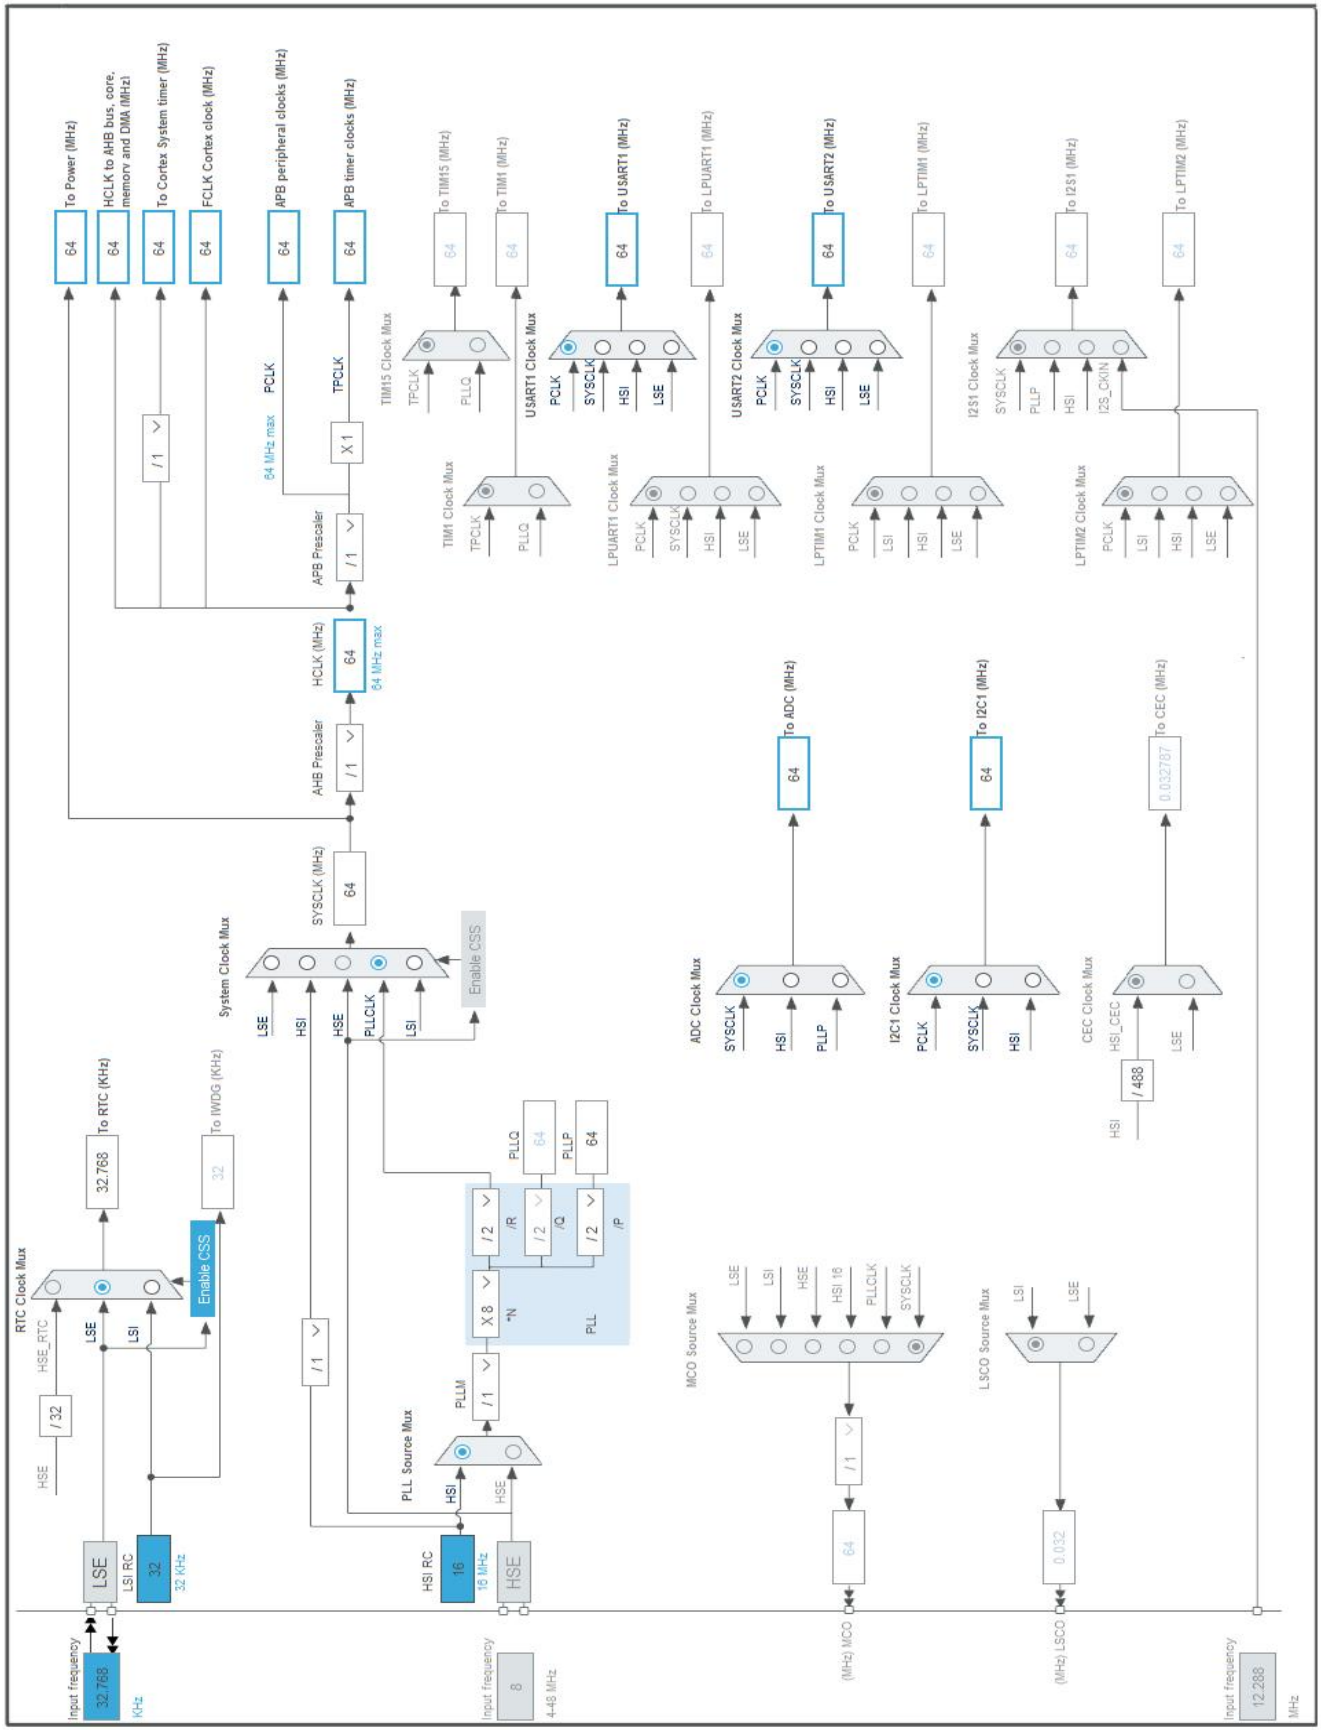 Input frequency
32.768
KHz
LSE
LSI RC
32
32 KHz
HSE
/ 32
HSE_RTC
RTC Clock Mux
LSE
LSI
Enable CSS
32.768
To RTC (KHz)
32
To IWDG (KHz)
Input frequency
8
4-48 MHz
HSI RC
16
16 MHz
HSE
/ 1
PLL Source Mux
HSI
HSE
PLLM
/ 1
X 8
*N
PLL
/ 2
/R
/ 2
/Q
/ 2
/P
PLLQ
64
PLLP
64
System Clock Mux
LSE
HSI
HSE
PLLCLK
LSI
Enable CSS
SYSCLK (MHz)
64
AHB Prescaler
/ 1
HCLK (MHz)
64
64 MHz max
APB Prescaler
/ 1
X 1
64 MHz max
PCLK
TPCLK
/ 1
64
To Power (MHz)
64
HCLK to AHB bus, core,
memory and DMA (MHz)
64
To Cortex System timer (MHz)
64
FCLK Cortex clock (MHz)
64
APB peripheral clocks (MHz)
64
APB timer clocks (MHz)
TIM15 Clock Mux
TPCLK
PLLQ
64
To TIM15 (MHz)
TIM1 Clock Mux
TPCLK
PLLQ
64
To TIM1 (MHz)
USART1 Clock Mux
PCLK
SYSCLK
HSI
LSE
64
To USART1 (MHz)
LPUART1 Clock Mux
PCLK
SYSCLK
HSI
LSE
64
To LPUART1 (MHz)
USART2 Clock Mux
PCLK
SYSCLK
HSI
LSE
64
To USART2 (MHz)
LPTIM1 Clock Mux
PCLK
LSI
HSI
LSE
64
To LPTIM1 (MHz)
I2S1 Clock Mux
SYSCLK
PLLP
HSI
I2S_CKIN
64
To I2S1 (MHz)
LPTIM2 Clock Mux
PCLK
LSI
HSI
LSE
64
To LPTIM2 (MHz)
ADC Clock Mux
SYSCLK
HSI
PLLP
64
To ADC (MHz)
I2C1 Clock Mux
PCLK
SYSCLK
HSI
64
To I2C1 (MHz)
CEC Clock Mux
HSI
/ 488
HSI_CEC
LSE
0.032787
To CEC (MHz)
MCO Source Mux
LSE
LSI
HSE
HSI 16
PLLCLK
SYSCLK
/ 1
64
(MHz) MCO
LSCO Source Mux
LSI
LSE
0.032
(MHz) LSCO
Input frequency
12.288
MHz